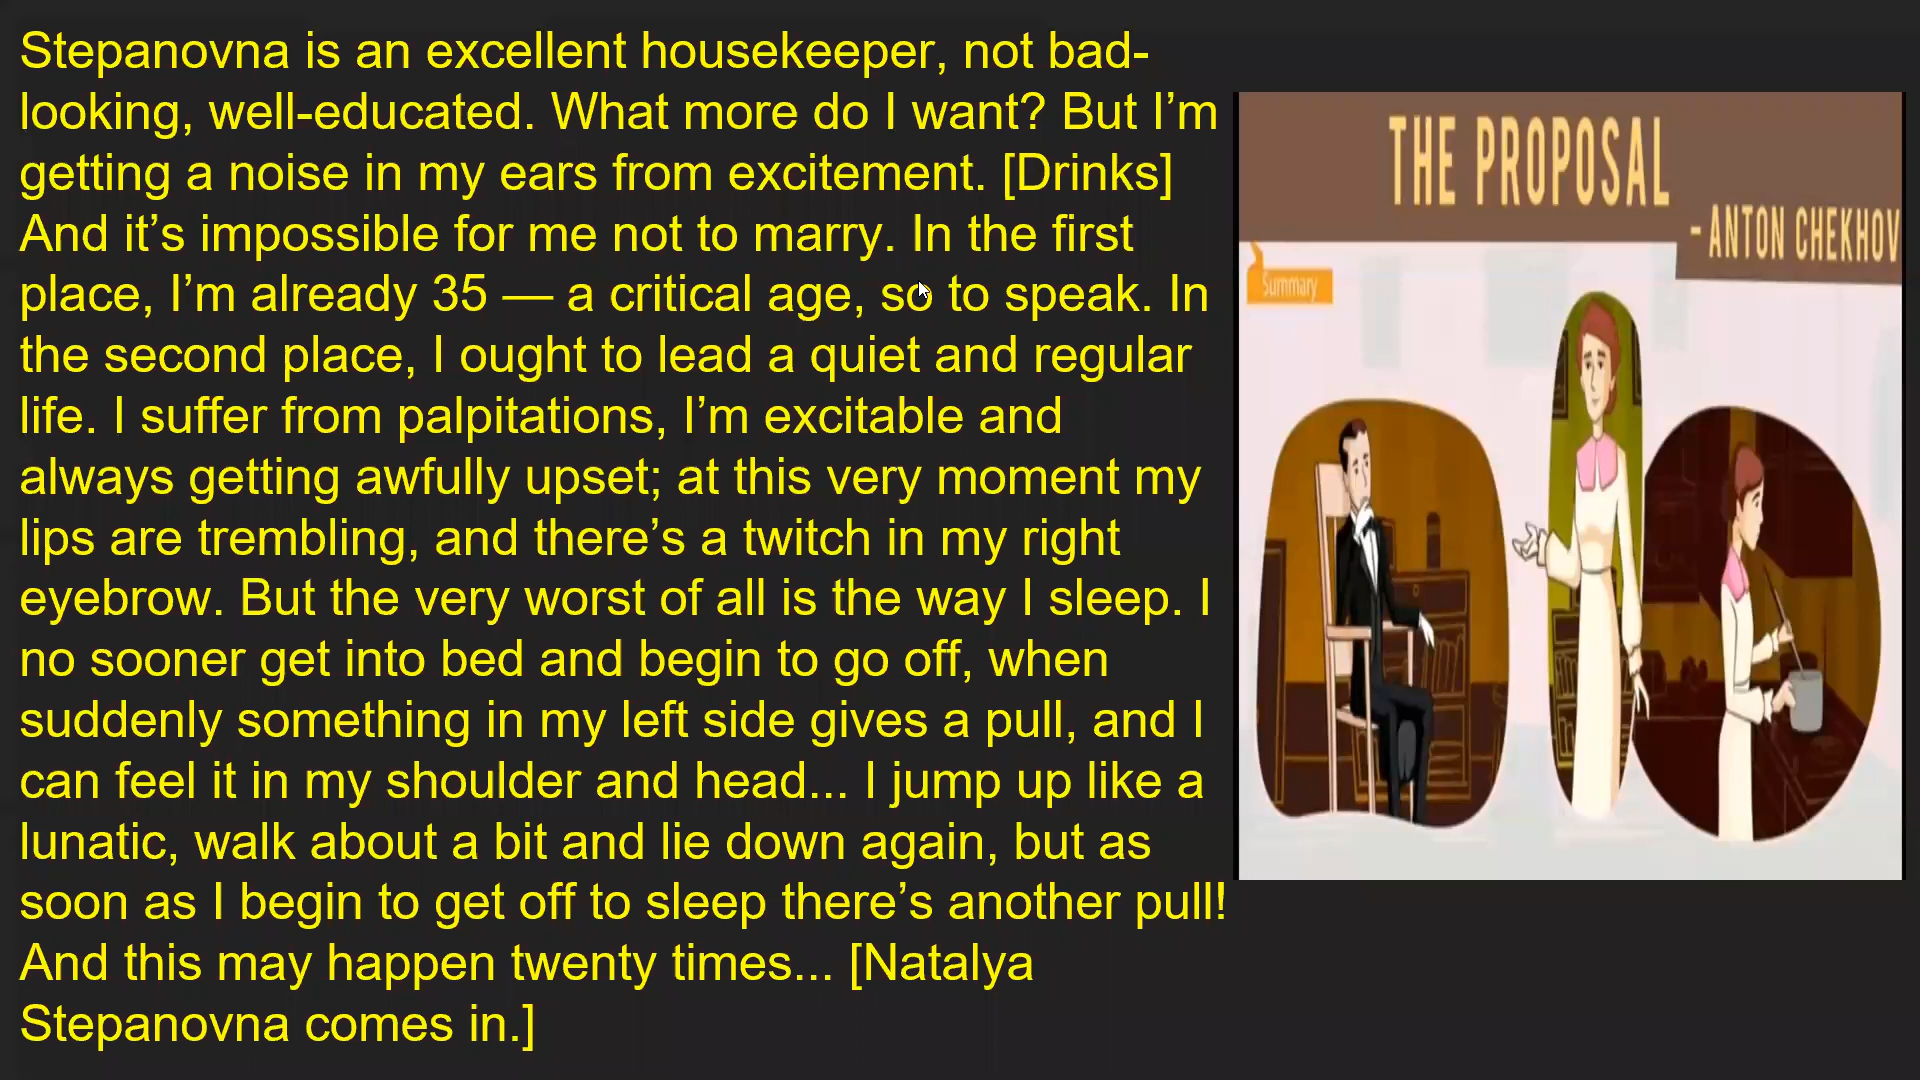 Stepanovna is an excellent housekeeper, not bad-
looking, well-educated. What more do I want? But I’m
getting a noise in my ears from excitement. [Drinks]
And it’s impossible for me not to marry. In the first
place, I’m already 35 — a critical age, so to speak. In
the second place, I ought to lead a quiet and regular
life. I suffer from palpitations, I’m excitable and
always getting awfully upset; at this very moment my
lips are trembling, and there’s a twitch in my right
eyebrow. But the very worst of all is the way I sleep. I
no sooner get into bed and begin to go off, when
suddenly something in my left side gives a pull, and I
can feel it in my shoulder and head... I jump up like a
lunatic, walk about a bit and lie down again, but as
soon as I begin to get off to sleep there’s another pull!
And this may happen twenty times... [Natalya
Stepanovna comes in.]
THE PROPOSAL
- ANTON CHEKHOV
Summary